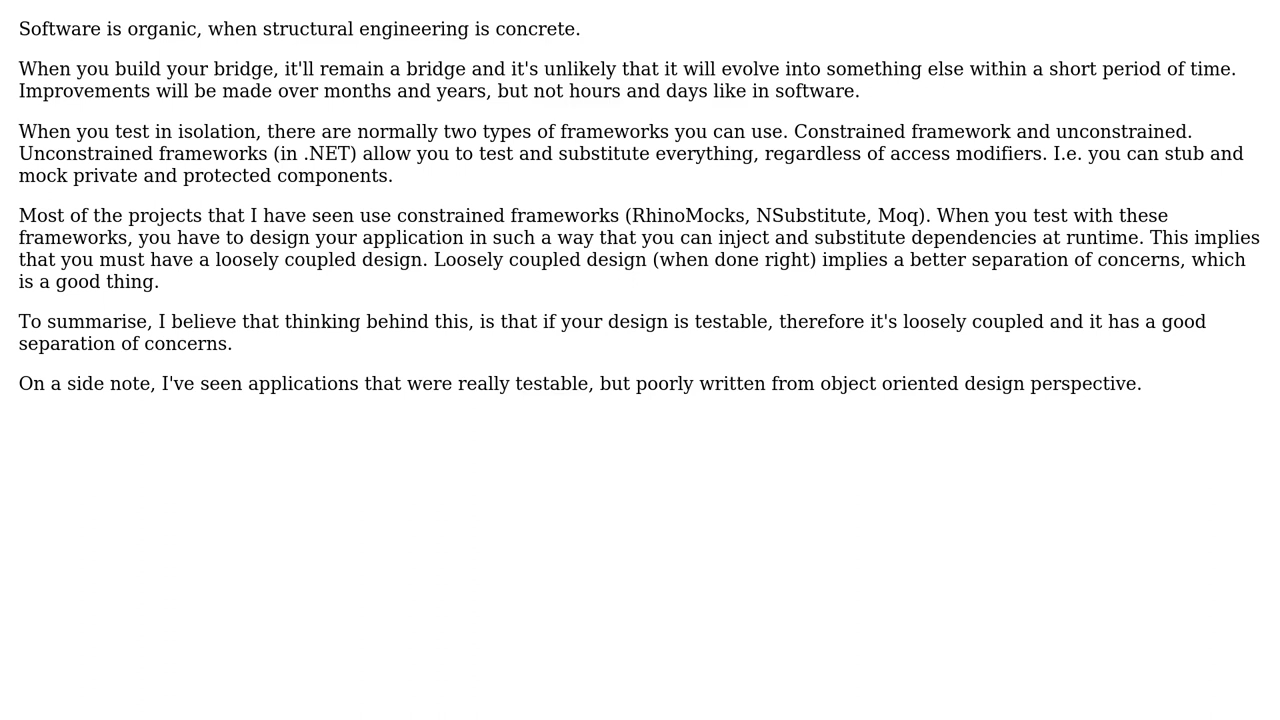 Software is organic, when structural engineering is concrete.
When you build your bridge, it'll remain a bridge and it's unlikely that it will evolve into something else within a short period of time.
Improvements will be made over months and years, but not hours and days like in software.
When you test in isolation, there are normally two types of frameworks you can use. Constrained framework and unconstrained.
Unconstrained frameworks (in .NET) allow you to test and substitute everything, regardless of access modifiers. I.e. you can stub and
mock private and protected components.
Most of the projects that I have seen use constrained frameworks (RhinoMocks, NSubstitute, Moq). When you test with these
frameworks, you have to design your application in such a way that you can inject and substitute dependencies at runtime. This implies
that you must have a loosely coupled design. Loosely coupled design (when done right) implies a better separation of concerns, which
is a good thing.
To summarise, I believe that thinking behind this, is that if your design is testable, therefore it's loosely coupled and it has a good
separation of concerns.
On a side note, I've seen applications that were really testable, but poorly written from object oriented design perspective.